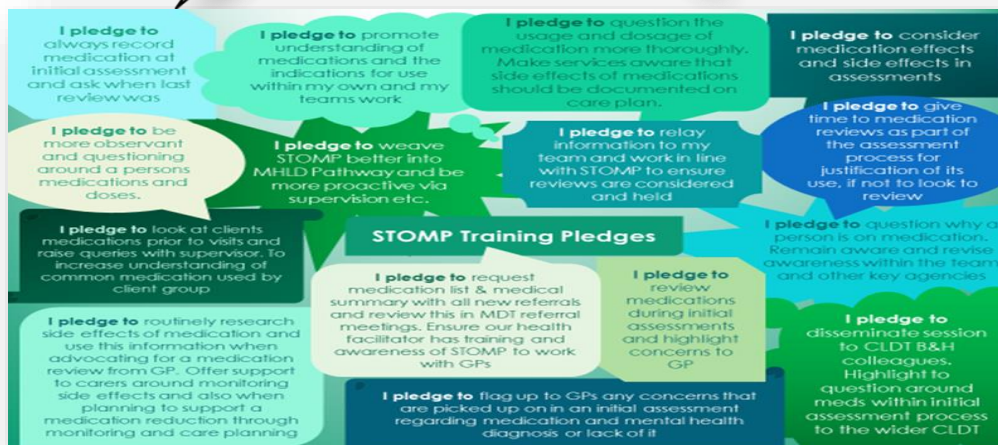 I pledge to
always record
medication at
initial assessment
and ask when last
review was
I pledge to promote
understanding of
medications and the
indications for use
within my own and my
teams work
I pledge to question the
usage and dosage of
medication more thoroughly.
Make services aware that
side effects of medications
should be documented on
care plan.
I pledge to consider
medication effects
and side effects in
assessments
I pledge to be
more observant
and questioning
around a persons
medications and
doses.
I pledge to weave
STOMP better into
MHLD Pathway and be
more proactive via
supervision etc.
I pledge to relay
information to my
team and work in line
with STOMP to ensure
reviews are considered
and held
I pledge to give
time to medication
reviews as part of
the assessment
process for
justification of its
use, if not to look to
review
I pledge to look at clients
medications prior to visits and
raise queries with supervisor. To
increase understanding of
common medication used by
client group
STOMP Training Pledges
I pledge to question why a
person is on medication.
Remain aware and revise
awareness within the team
and other key agencies
I pledge to request
medication list & medical
summary with all new referrals
and review this in MDT referral
meetings. Ensure our health
facilitator has training and
awareness of STOMP to work
with GPs
I pledge to
review
medications
during initial
assessments
and highlight
concerns to
GP
I pledge to routinely research
side effects of medication and
use this information when
advocating for a medication
review from GP. Offer support
to carers around monitoring
side effects and also when
planning to support a
medication reduction through
monitoring and care planning
I pledge to
disseminate session
to CLDT B&H
colleagues.
Highlight to
question around
meds within initial
assessment process
to the wider CLDT
I pledge to flag up to GPs any concerns that
are picked up on in an initial assessment
regarding medication and mental health
diagnosis or lack of it